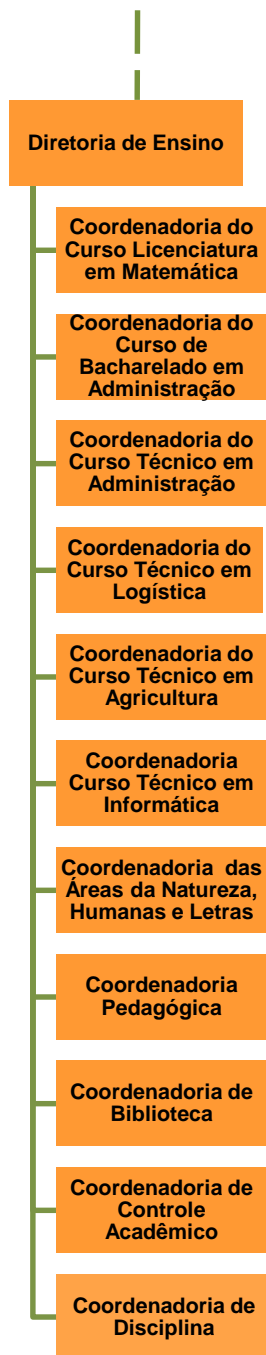 Diretoria de Ensino
Coordenadoria do
Curso Licenciatura
em Matemática
Coordenadoria do
Curso de
Bacharelado em
Administração
Coordenadoria do
Curso Técnico em
Administração
Coordenadoria do
Curso Técnico em
Logística
Coordenadoria do
Curso Técnico em
Agricultura
Coordenadoria
Curso Técnico em
Informática
Coordenadoria das
Áreas da Natureza,
Humanas e Letras
Coordenadoria
Pedagógica
Coordenadoria de
Biblioteca
Coordenadoria de
Controle
Acadêmico
Coordenadoria de
Disciplina